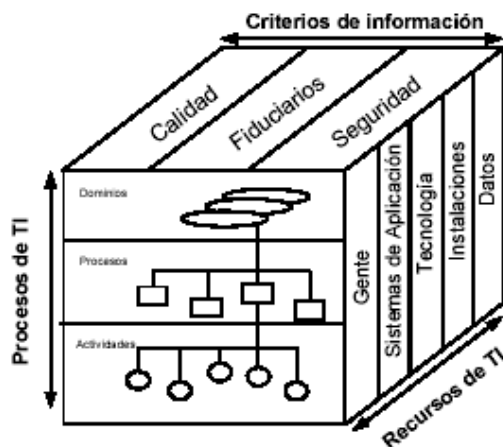 Criterios de información
Calidad
Fiduciarios
Seguridad
Procesos de TI
Dominios
Procesos
Actividades
Gente
Sistemas de Aplicación
Tecnología
Instalaciones
Datos
Recursos de TI